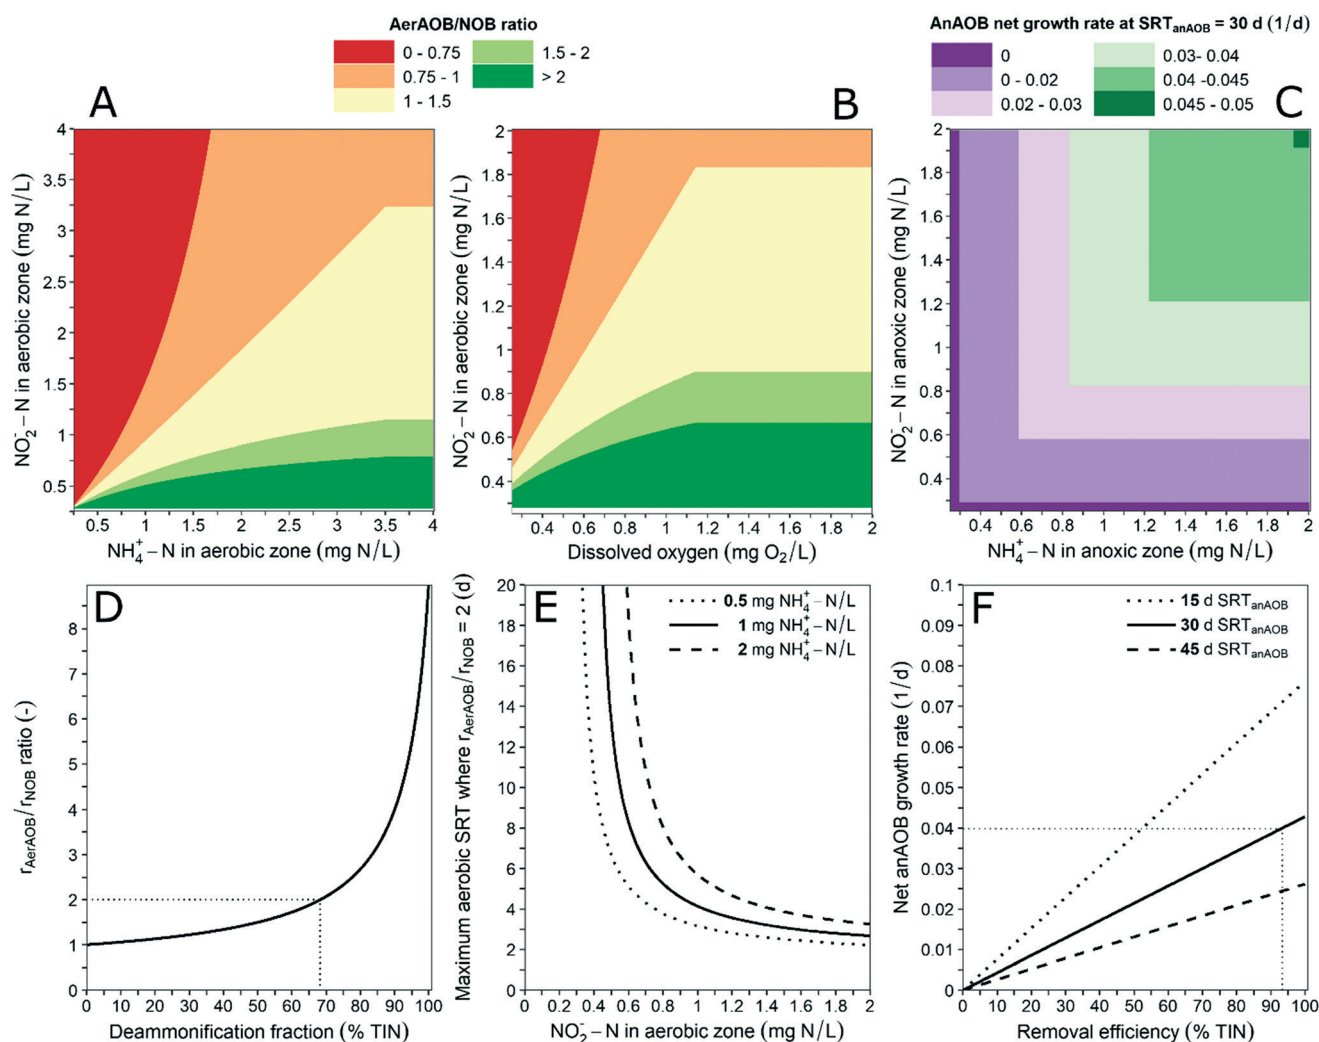 AerAOB/NOB ratio
0 - 0.75
0.75 - 1
1 - 1.5
1.5 - 2
> 2
AnAOB net growth rate at SRTanAOB = 30 d (1/d)
0
0 - 0.02
0.02 - 0.03
0.03- 0.04
0.04 -0.045
0.045 - 0.05
A
NO₂⁻–N in aerobic zone (mg N/L)
4
3.5
3
2.5
2
1.5
1
0.5
0.5 1 1.5 2 2.5 3 3.5 4
NH₄⁺–N in aerobic zone (mg N/L)
B
NO₂⁻–N in aerobic zone (mg N/L)
2
1.8
1.6
1.4
1.2
1
0.8
0.6
0.4
0.4 0.6 0.8 1 1.2 1.4 1.6 1.8 2
Dissolved oxygen (mg O₂/L)
C
NO₂⁻–N in anoxic zone (mg N/L)
2
1.8
1.6
1.4
1.2
1
0.8
0.6
0.4
0.4 0.6 0.8 1 1.2 1.4 1.6 1.8 2
NH₄⁺–N in anoxic zone (mg N/L)
D
rAerAOB/rNOB ratio (-)
8
7
6
5
4
3
2
1
0
0 10 20 30 40 50 60 70 80 90 100
Deammonification fraction (% TIN)
E
0.5 mg NH₄⁺–N/L
1 mg NH₄⁺–N/L
2 mg NH₄⁺–N/L
Maximum aerobic SRT where rAerAOB/rNOB = 2 (d)
20
18
16
14
12
10
8
6
4
2
0
0 0.2 0.4 0.6 0.8 1 1.2 1.4 1.6 1.8 2
NO₂⁻–N in aerobic zone (mg N/L)
F
15 d SRTanAOB
30 d SRTanAOB
45 d SRTanAOB
Net anAOB growth rate (1/d)
0.1
0.09
0.08
0.07
0.06
0.05
0.04
0.03
0.02
0.01
0
0 10 20 30 40 50 60 70 80 90 100
Removal efficiency (% TIN)